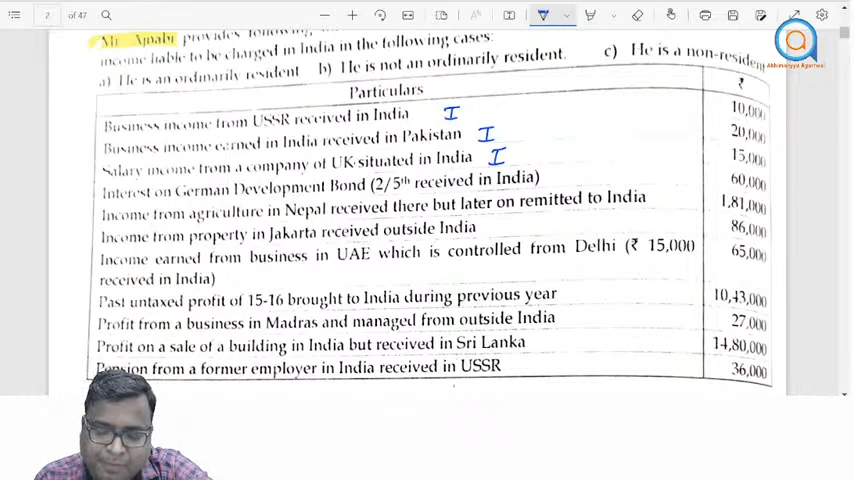 2 of 47
Mr. Ajnabi provides following
income liable to be charged in India in the following cases:
a) He is an ordinarily resident b) He is not an ordinarily resident. c) He is a non-resident
Particulars ₹
Business income from USSR received in India I 10,000
Business income earned in India received in Pakistan I 20,000
Salary income from a company of UK situated in India I 15,000
Interest on German Development Bond (2/5th received in India) 60,000
Income from agriculture in Nepal received there but later on remitted to India 1,81,000
Income from property in Jakarta received outside India 86,000
Income earned from business in UAE which is controlled from Delhi (₹ 15,000 65,000
received in India)
Past untaxed profit of 15-16 brought to India during previous year 10,43,000
Profit from a business in Madras and managed from outside India 27,000
Profit on a sale of a building in India but received in Sri Lanka 14,80,000
Pension from a former employer in India received in USSR 36,000
Abhimanyyu Agarrwal